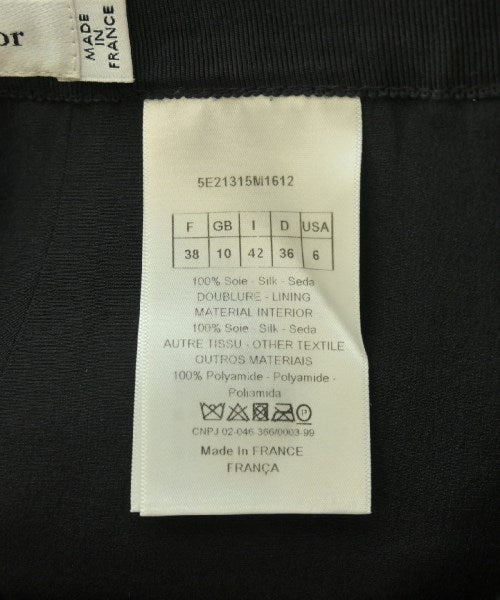 or
MADE
IN
FRANCE
5E21315M1612
F GB I D USA
38 10 42 36 6
100% Soie - Silk - Seda
DOUBLURE - LINING
MATERIAL INTERIOR
100% Soie - Silk - Seda
AUTRE TISSU - OTHER TEXTILE
OUTROS MATERIAIS
100% Polyamide - Polyamide -
Poliamida
P
CNPJ 02-046-366/0003-99
Made In FRANCE
FRANÇA